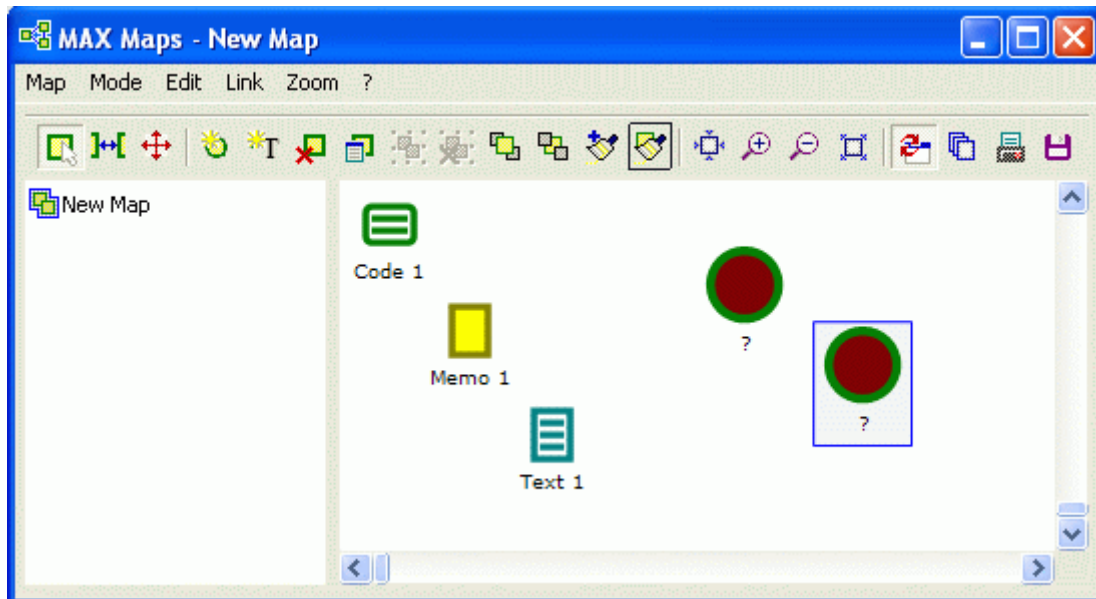 MAX Maps - New Map
Map Mode Edit Link Zoom ?
T
New Map
Code 1
Memo 1
Text 1
?
?